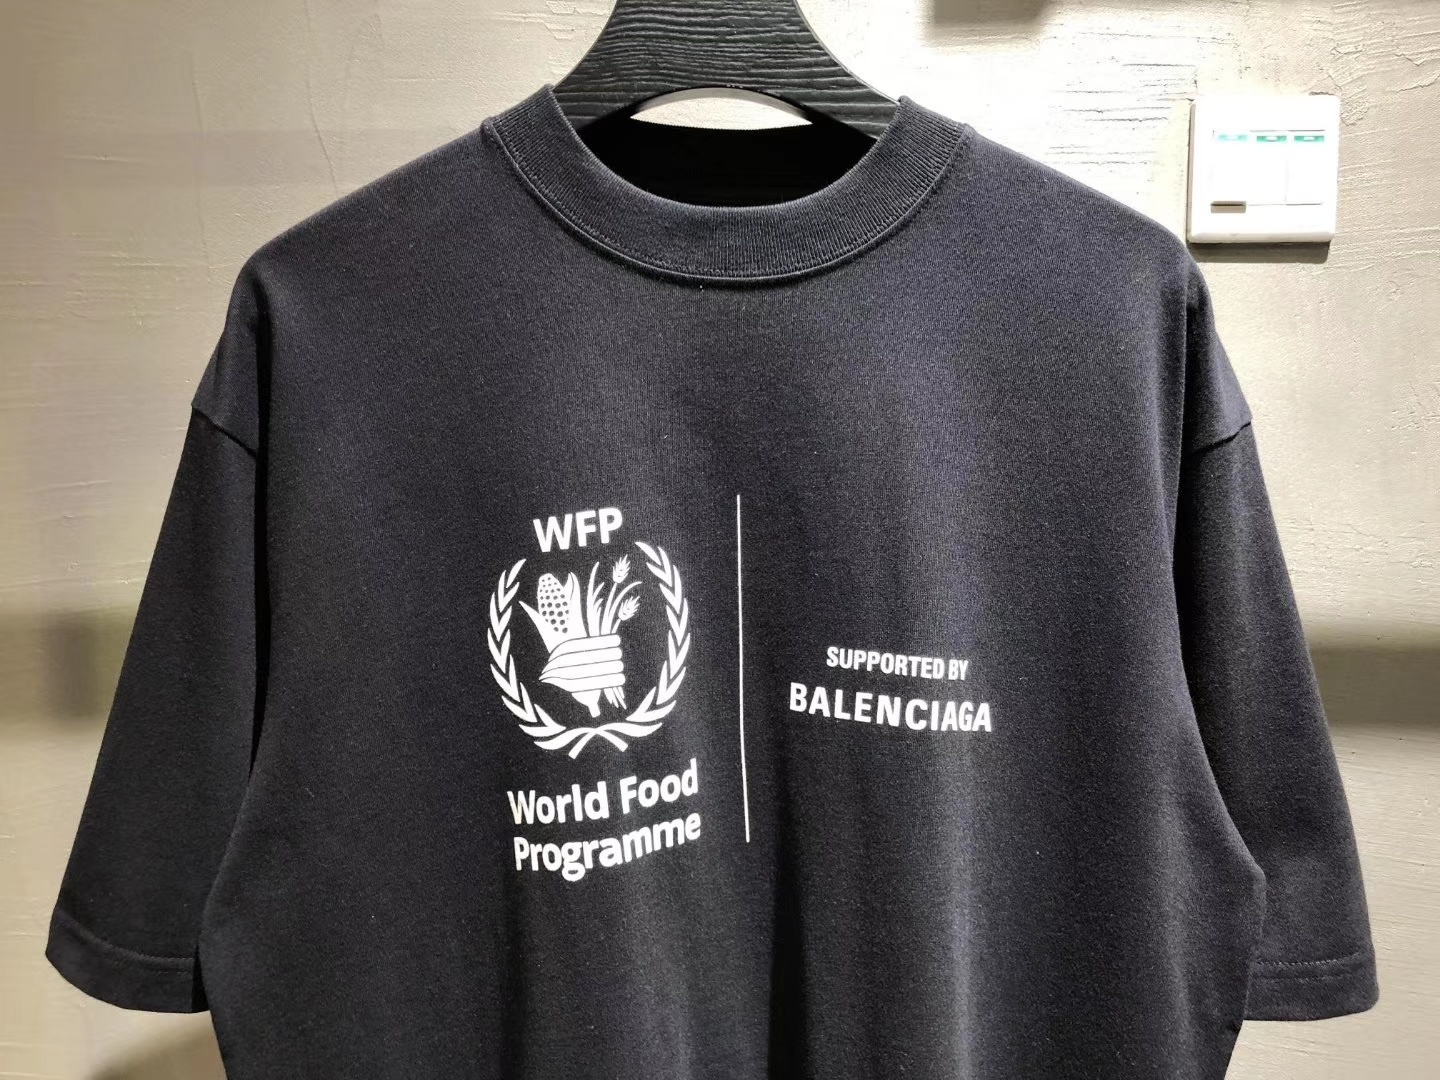 WFP
World Food
Programme
SUPPORTED BY
BALENCIAGA